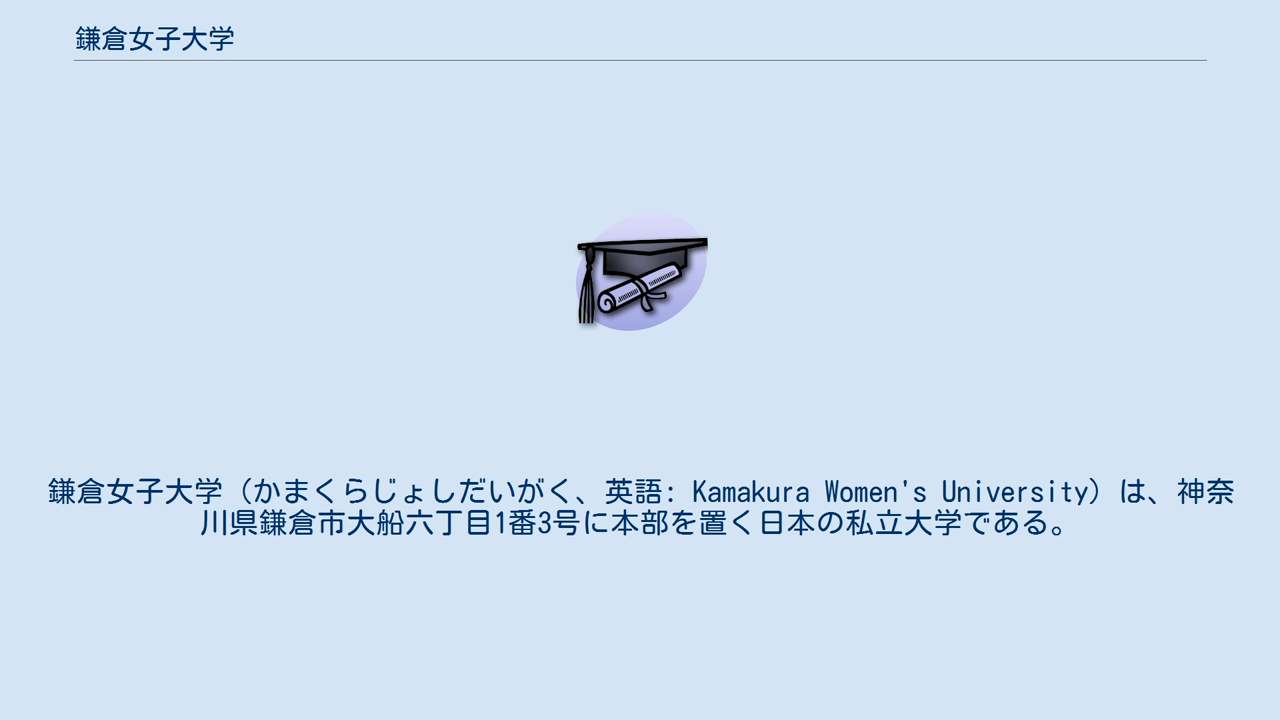 鎌倉女子大学
鎌倉女子大学（かまくらじょしだいがく、英語: Kamakura Women's University）は、神奈
川県鎌倉市大船六丁目1番3号に本部を置く日本の私立大学である。